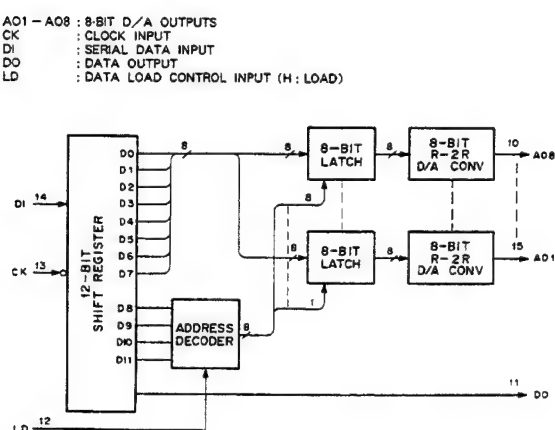 AO1 – AO8 : 8-BIT D/A OUTPUTS
CK : CLOCK INPUT
DI : SERIAL DATA INPUT
DO : DATA OUTPUT
LD : DATA LOAD CONTROL INPUT (H : LOAD)
DI 14
CK 13
LD 12
12-BIT
SHIFT REGISTER
D0
D1
D2
D3
D4
D5
D6
D7
D8
D9
D10
D11
8
ADDRESS
DECODER
8
8
8-BIT
LATCH
8
8-BIT
R-2R
D/A CONV
10
AO8
8
8
8-BIT
LATCH
1
8
8-BIT
R-2R
D/A CONV
15
AO1
11
DO